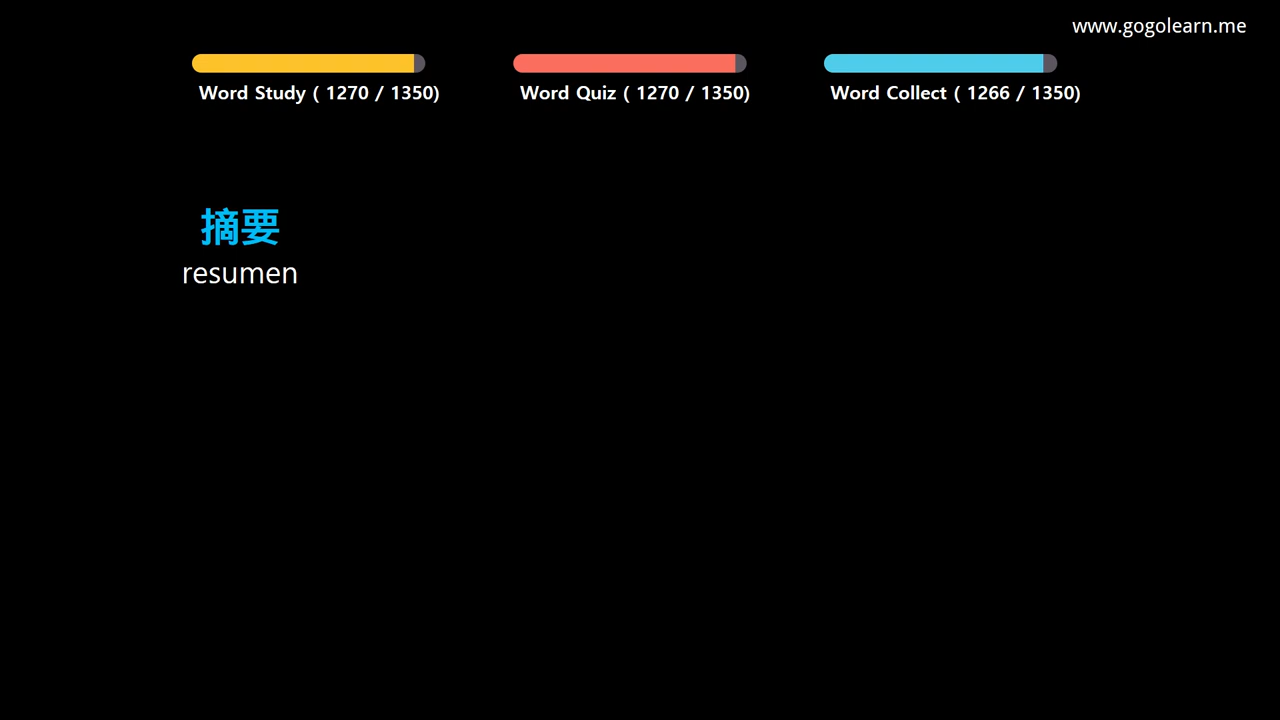 www.gogolearn.me
Word Study ( 1270 / 1350)
Word Quiz ( 1270 / 1350)
Word Collect ( 1266 / 1350)
摘要
resumen